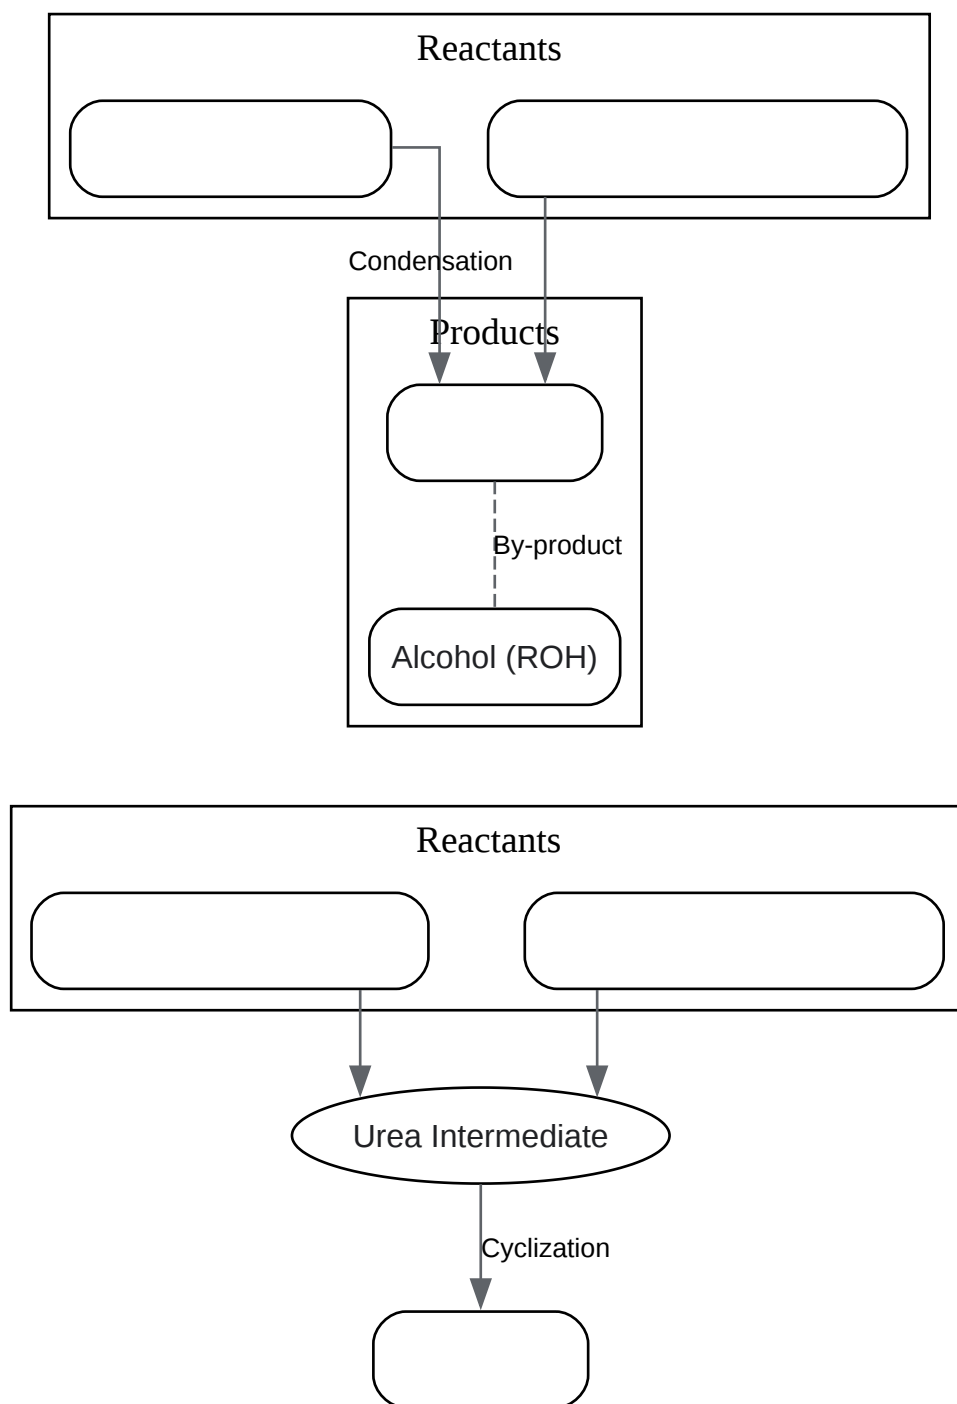 Reactants
Condensation
Products
By-product
Alcohol (ROH)
Reactants
Urea Intermediate
Cyclization